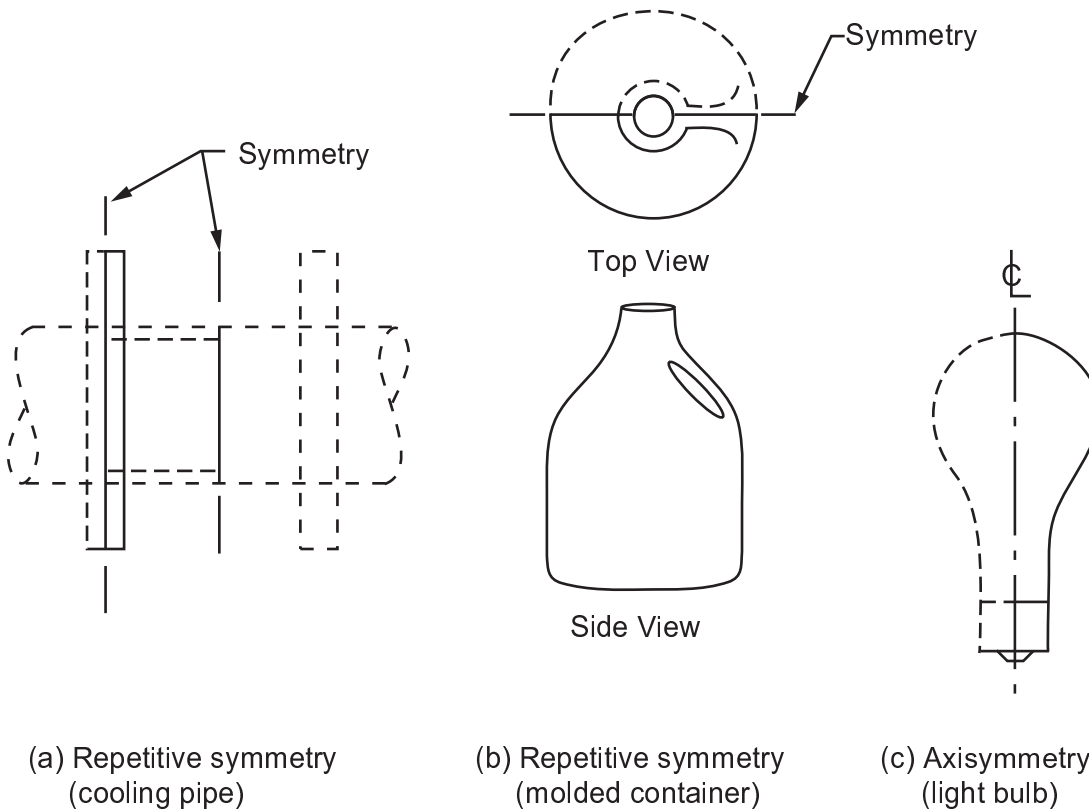 Symmetry
Symmetry
Top View
℄
Side View
(a) Repetitive symmetry
(cooling pipe)
(b) Repetitive symmetry
(molded container)
(c) Axisymmetry
(light bulb)